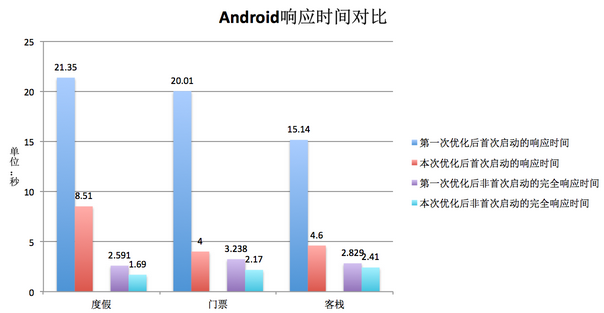 Android响应时间对比
单位:秒
25
20
15
10
5
0
21.35
8.51
2.591
1.69
20.01
4
3.238
2.17
15.14
4.6
2.829
2.41
度假
门票
客栈
第一次优化后首次启动的响应时间
本次优化后首次启动的响应时间
第一次优化后非首次启动的完全响应时间
本次优化后非首次启动的完全响应时间